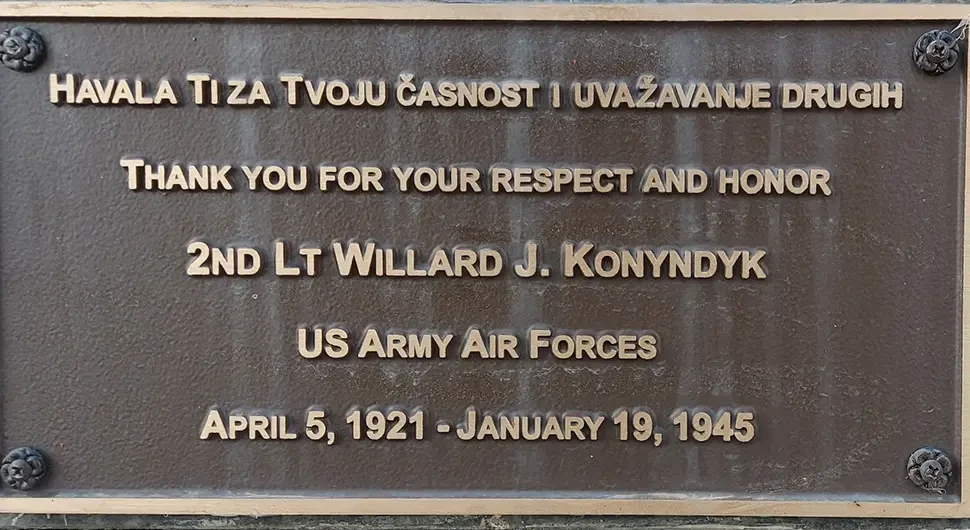 Havala Ti za Tvoju časnost i uvažavanje drugih
Thank you for your respect and honor
2nd Lt Willard J. Konyndyk
US Army Air Forces
April 5, 1921 - January 19, 1945